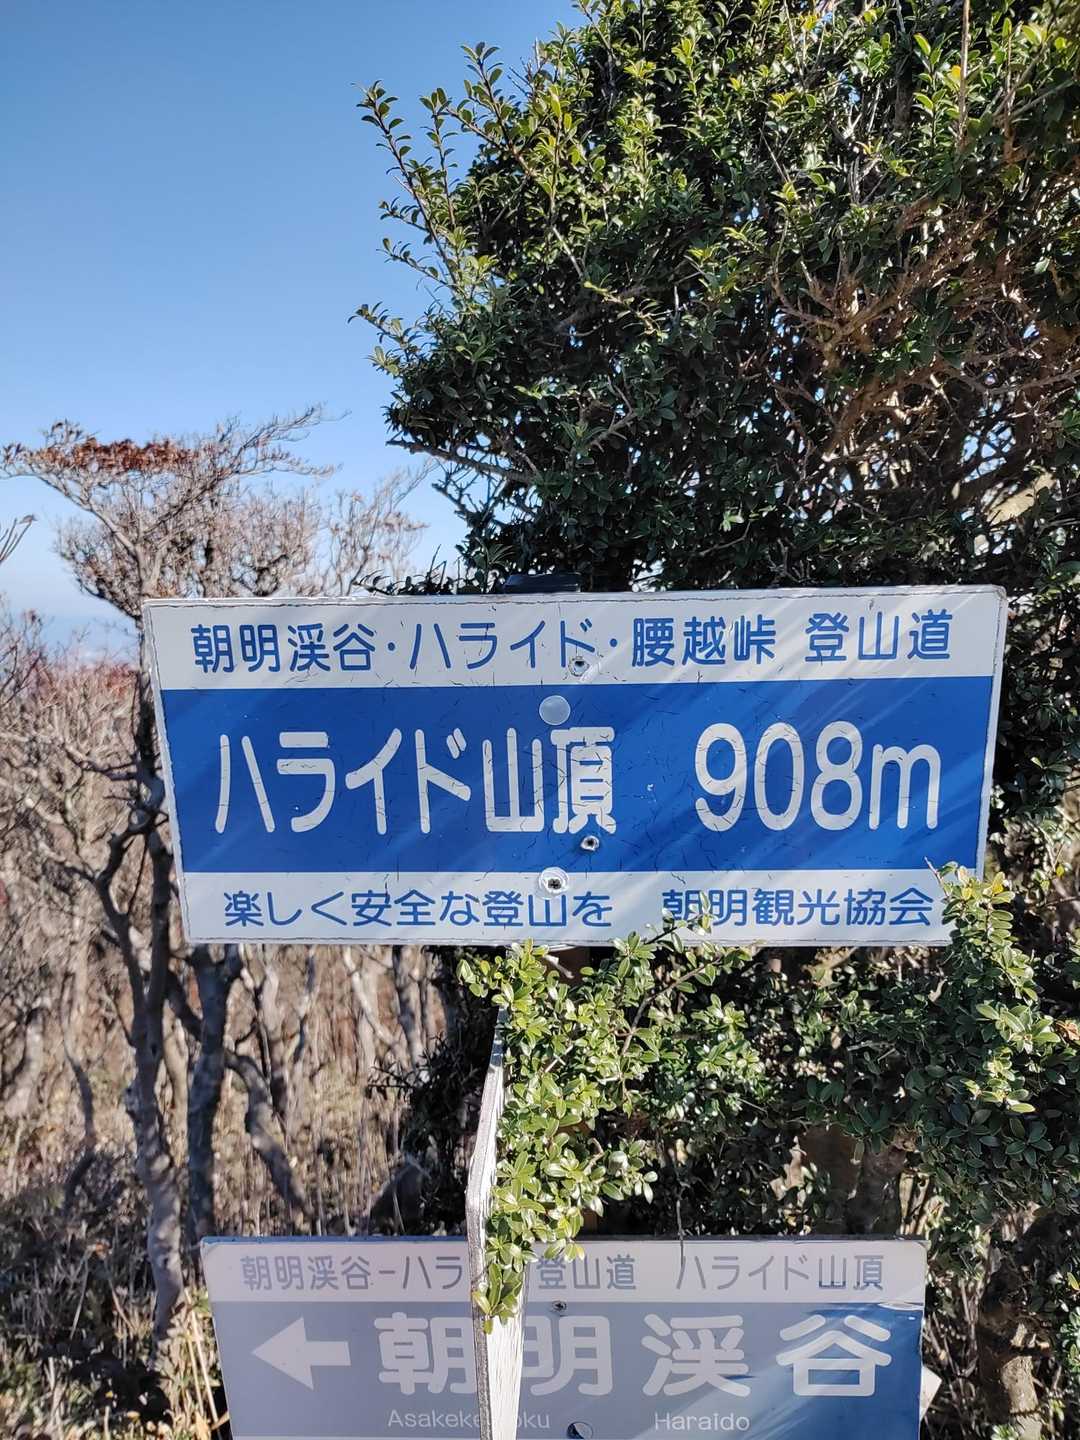 朝明渓谷・ハライド・腰越峠 登山道
ハライド山頂 908m
楽しく安全な登山を 朝明観光協会
朝明渓谷-ハラ 登山道 ハライド山頂
← 朝明渓谷
Haraido